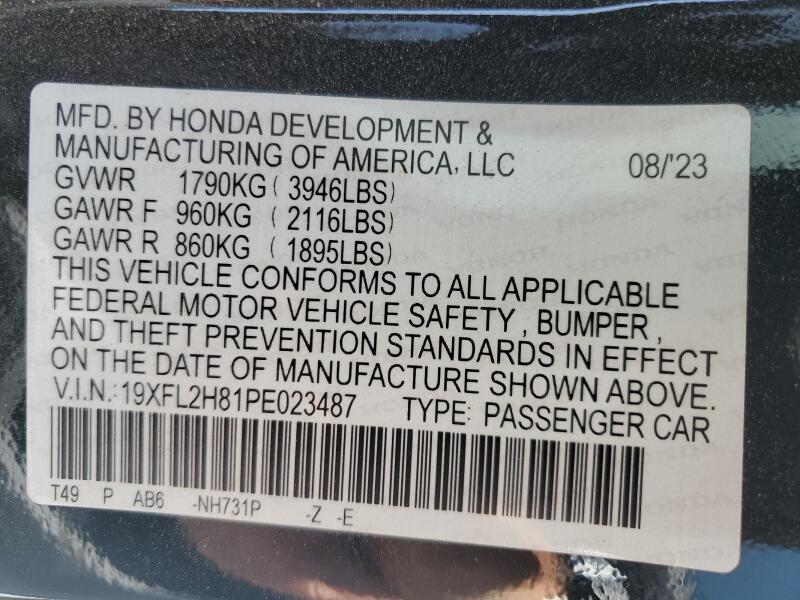 MFD. BY HONDA DEVELOPMENT &
MANUFACTURING OF AMERICA, LLC 08/'23
GVWR 1790KG ( 3946LBS)
GAWR F 960KG ( 2116LBS)
GAWR R 860KG ( 1895LBS)
THIS VEHICLE CONFORMS TO ALL APPLICABLE
FEDERAL MOTOR VEHICLE SAFETY , BUMPER ,
AND THEFT PREVENTION STANDARDS IN EFFECT
ON THE DATE OF MANUFACTURE SHOWN ABOVE.
V.I.N.:19XFL2H81PE023487 TYPE: PASSENGER CAR
T49 P AB6 -NH731P -Z -E